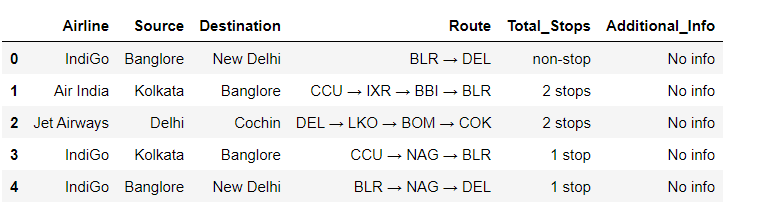 Airline Source Destination Route Total_Stops Additional_Info
0 IndiGo Banglore New Delhi BLR → DEL non-stop No info
1 Air India Kolkata Banglore CCU → IXR → BBI → BLR 2 stops No info
2 Jet Airways Delhi Cochin DEL → LKO → BOM → COK 2 stops No info
3 IndiGo Kolkata Banglore CCU → NAG → BLR 1 stop No info
4 IndiGo Banglore New Delhi BLR → NAG → DEL 1 stop No info